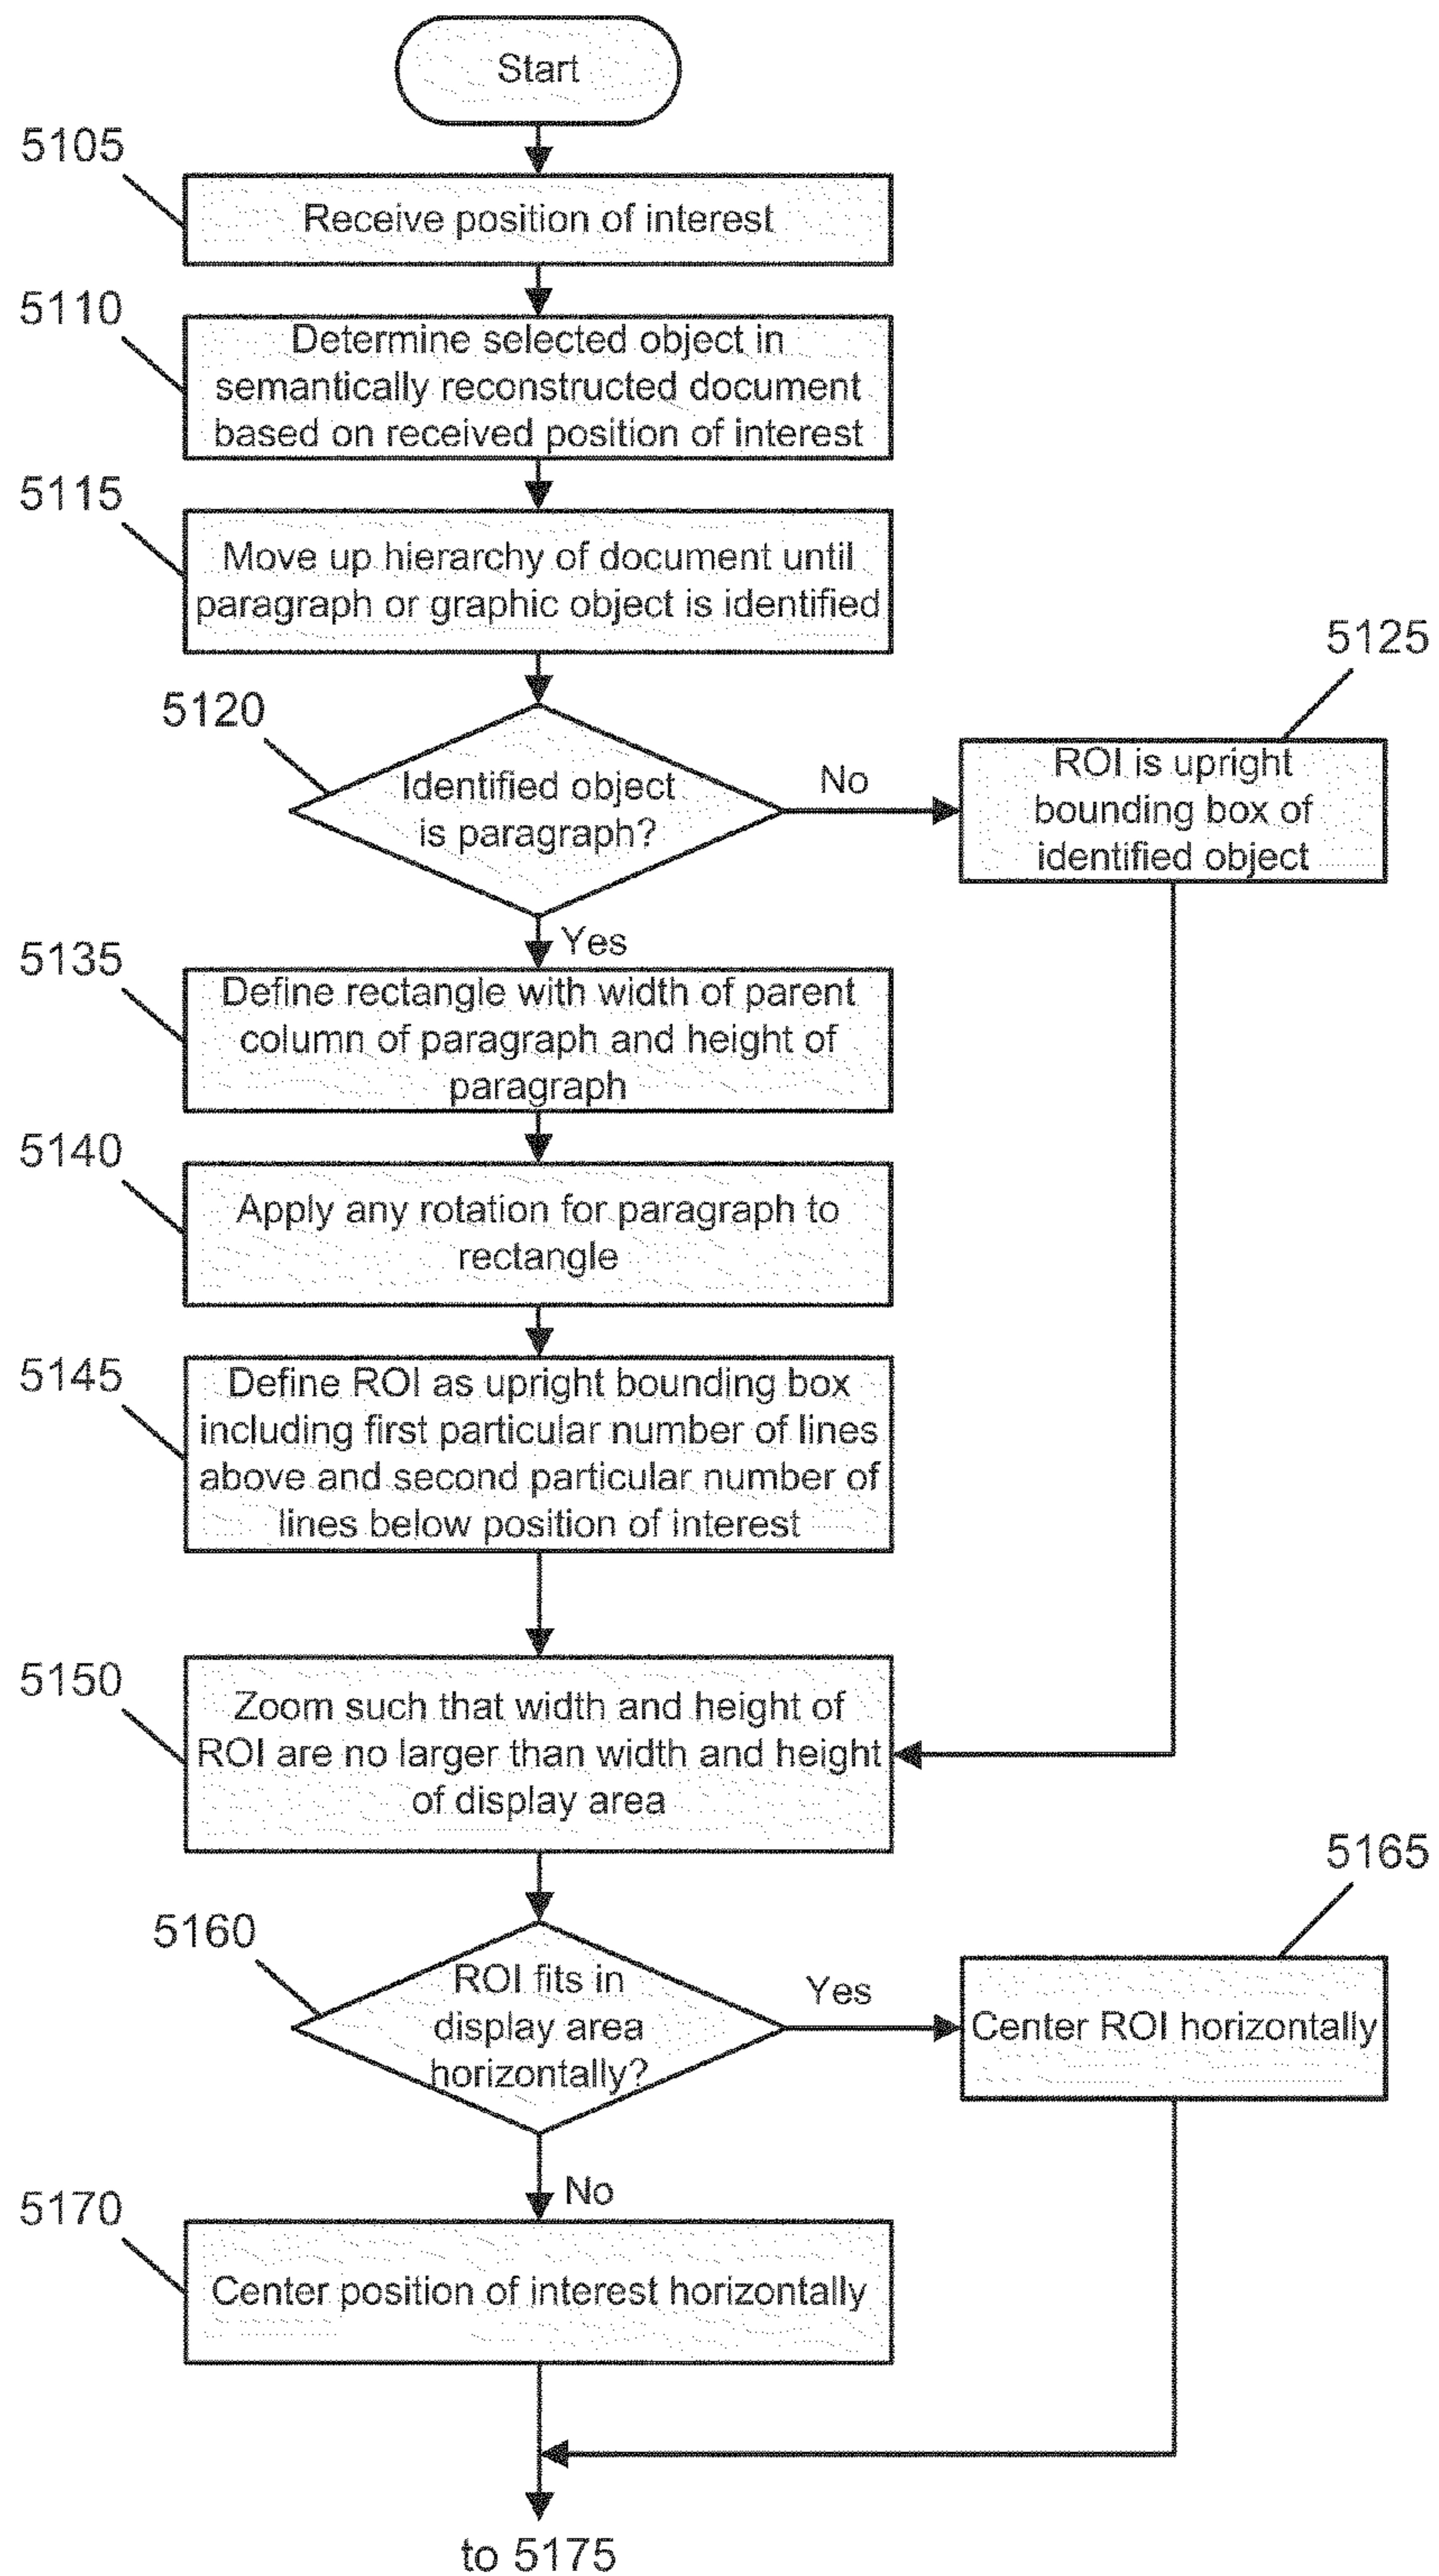 Start
5105
Receive position of interest
5110
Determine selected object in
semantically reconstructed document
based on received position of interest
5115
Move up hierarchy of document until
paragraph or graphic object is identified
5120
Identified object
is paragraph?
No
5125
ROI is upright
bounding box of
identified object
Yes
5135
Define rectangle with width of parent
column of paragraph and height of
paragraph
5140
Apply any rotation for paragraph to
rectangle
5145
Define ROI as upright bounding box
including first particular number of lines
above and second particular number of
lines below position of interest
5150
Zoom such that width and height of
ROI are no larger than width and height
of display area
5160
ROI fits in
display area
horizontally?
Yes
5165
Center ROI horizontally
No
5170
Center position of interest horizontally
to 5175